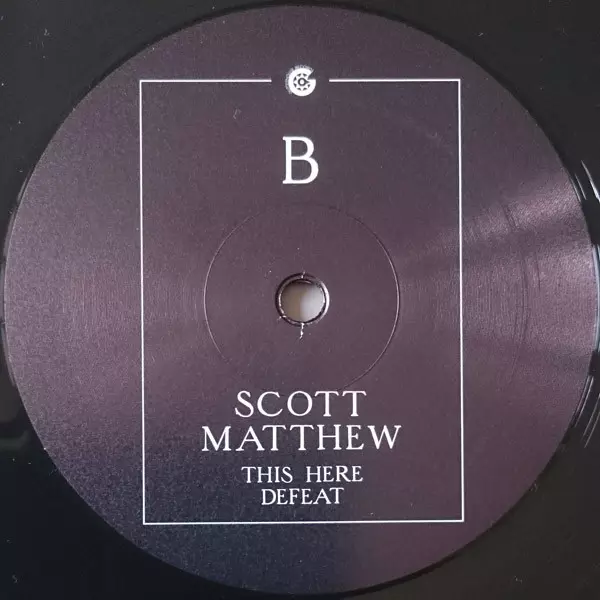 B
SCOTT
MATTHEW
THIS HERE
DEFEAT